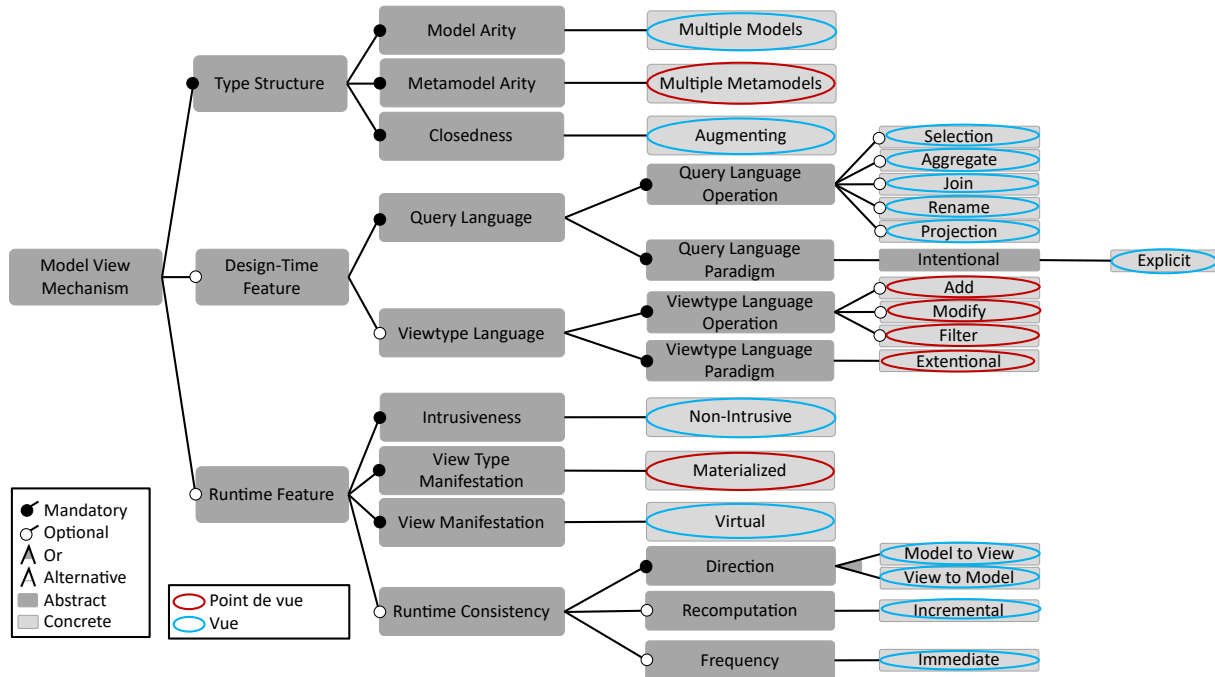 Model Arity
Multiple Models
Type Structure
Metamodel Arity
Multiple Metamodels
Closedness
Augmenting
Selection
Aggregate
Query Language
Operation
Join
Rename
Projection
Query Language
Query Language
Paradigm
Intentional
Explicit
Model View
Mechanism
Design-Time
Feature
Add
Viewtype Language
Operation
Modify
Viewtype Language
Filter
Viewtype Language
Paradigm
Extentional
Intrusiveness
Non-Intrusive
View Type
Manifestation
Materialized
Runtime Feature
View Manifestation
Virtual
Direction
Model to View
View to Model
Runtime Consistency
Recomputation
Incremental
Frequency
Immediate
Mandatory
Optional
Or
Alternative
Abstract
Concrete
Point de vue
Vue